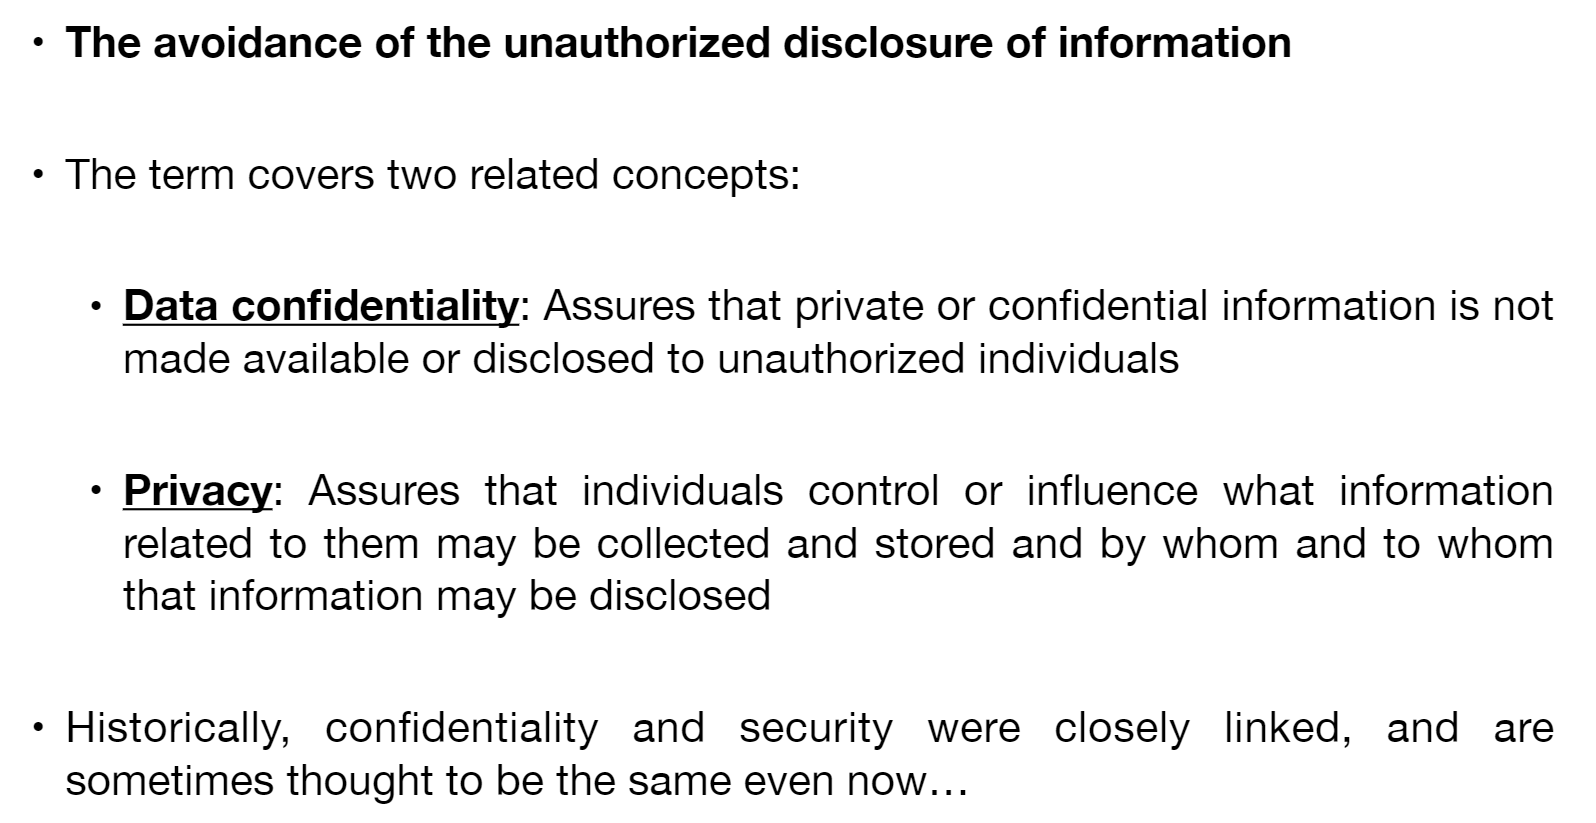 • The avoidance of the unauthorized disclosure of information
• The term covers two related concepts:
• Data confidentiality: Assures that private or confidential information is not
made available or disclosed to unauthorized individuals
• Privacy: Assures that individuals control or influence what information
related to them may be collected and stored and by whom and to whom
that information may be disclosed
• Historically, confidentiality and security were closely linked, and are
sometimes thought to be the same even now…